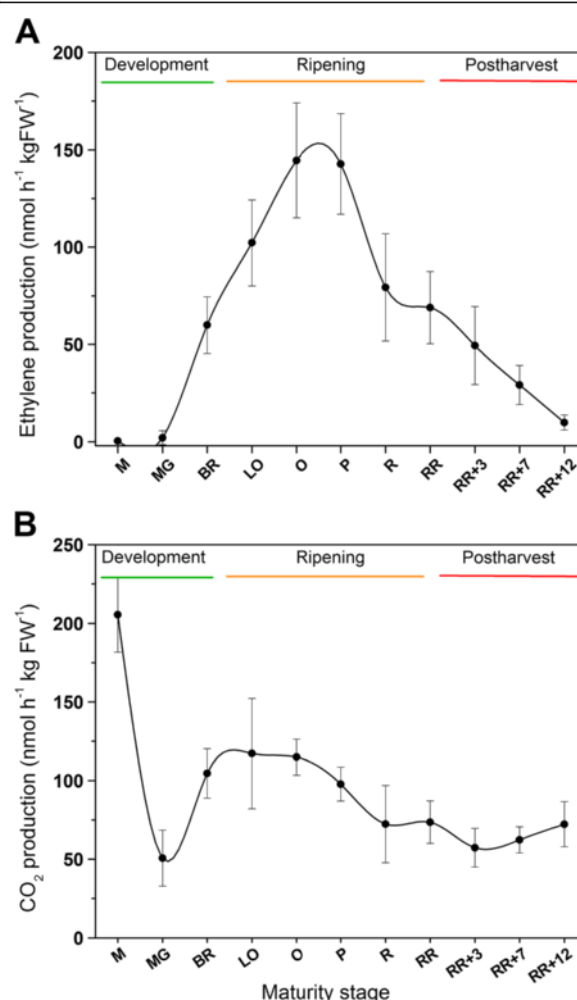 A
Development Ripening Postharvest
Ethylene production (nmol h⁻¹ kgFW⁻¹)
200
150
100
50
0
M MG BR LO O P R RR RR+3 RR+7 RR+12
B
Development Ripening Postharvest
CO₂ production (nmol h⁻¹ kg FW⁻¹)
250
200
150
100
50
0
M MG BR LO O P R RR RR+3 RR+7 RR+12
Maturity stage